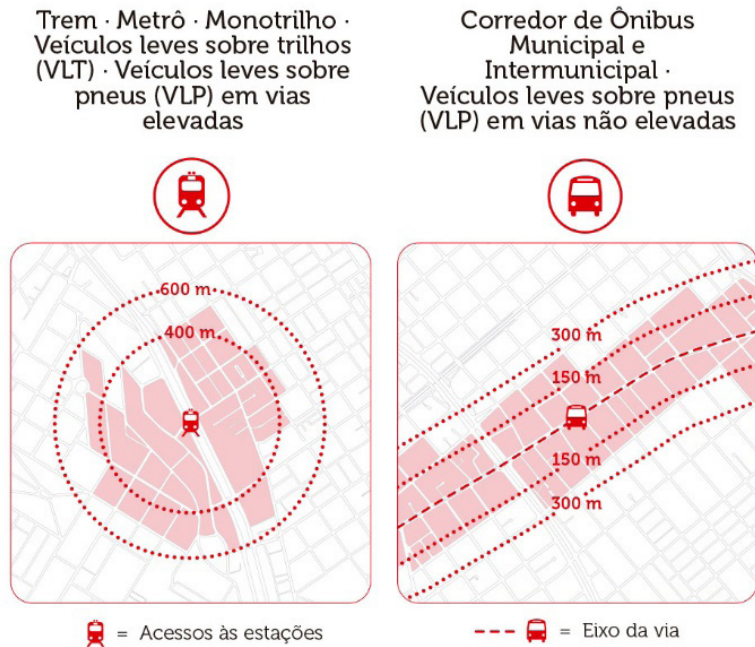 Trem · Metrô · Monotrilho ·
Veículos leves sobre trilhos
(VLT) · Veículos leves sobre
pneus (VLP) em vias
elevadas
Corredor de Ônibus
Municipal e
Intermunicipal ·
Veículos leves sobre pneus
(VLP) em vias não elevadas
600 m
400 m
300 m
150 m
150 m
300 m
= Acessos às estações
= Eixo da via